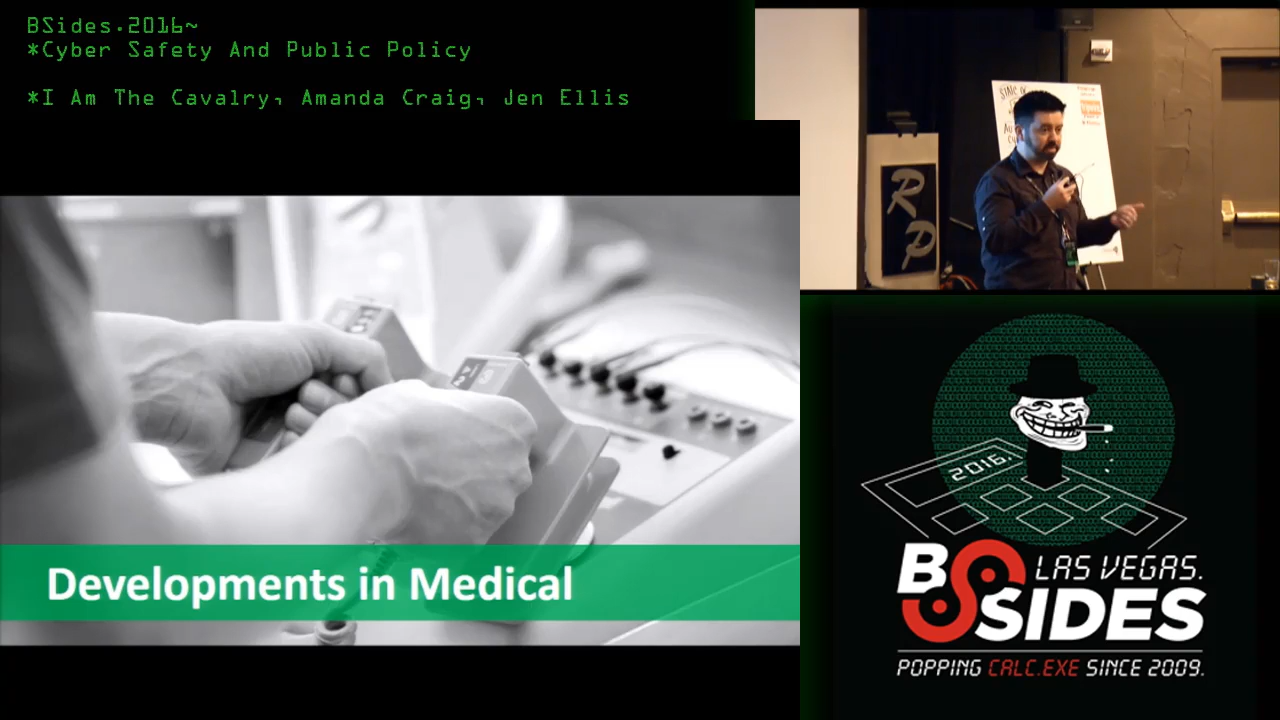 BSides.2016~
*Cyber Safety And Public Policy
*I Am The Cavalry, Amanda Craig, Jen Ellis
RP
Developments in Medical
2016.
BSIDES
LAS VEGAS.
POPPING CALC.EXE SINCE 2009.